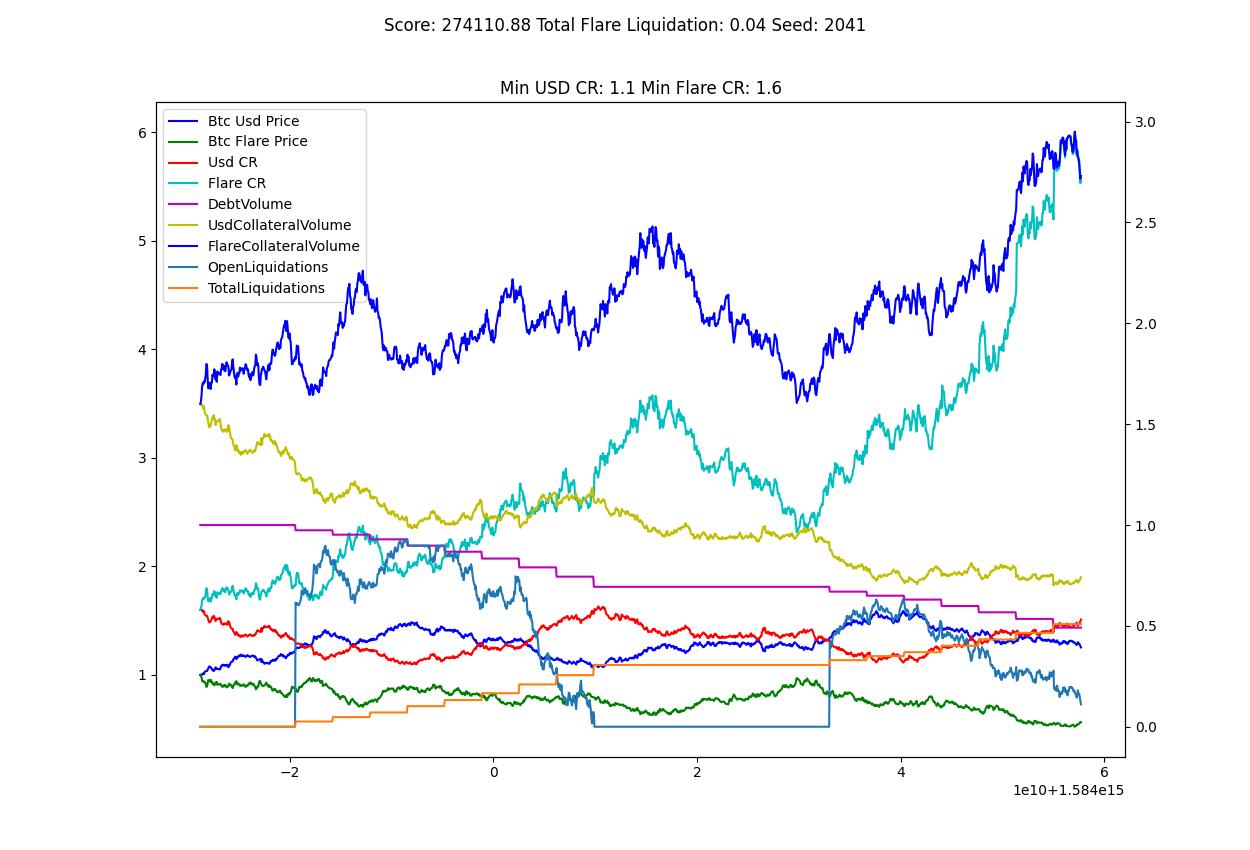 Score: 274110.88 Total Flare Liquidation: 0.04 Seed: 2041
Min USD CR: 1.1 Min Flare CR: 1.6
Btc Usd Price
Btc Flare Price
Usd CR
Flare CR
DebtVolume
UsdCollateralVolume
FlareCollateralVolume
OpenLiquidations
TotalLiquidations
6
5
4
3
2
1
3.0
2.5
2.0
1.5
1.0
0.5
0.0
−2
0
2
4
6
1e10+1.584e15